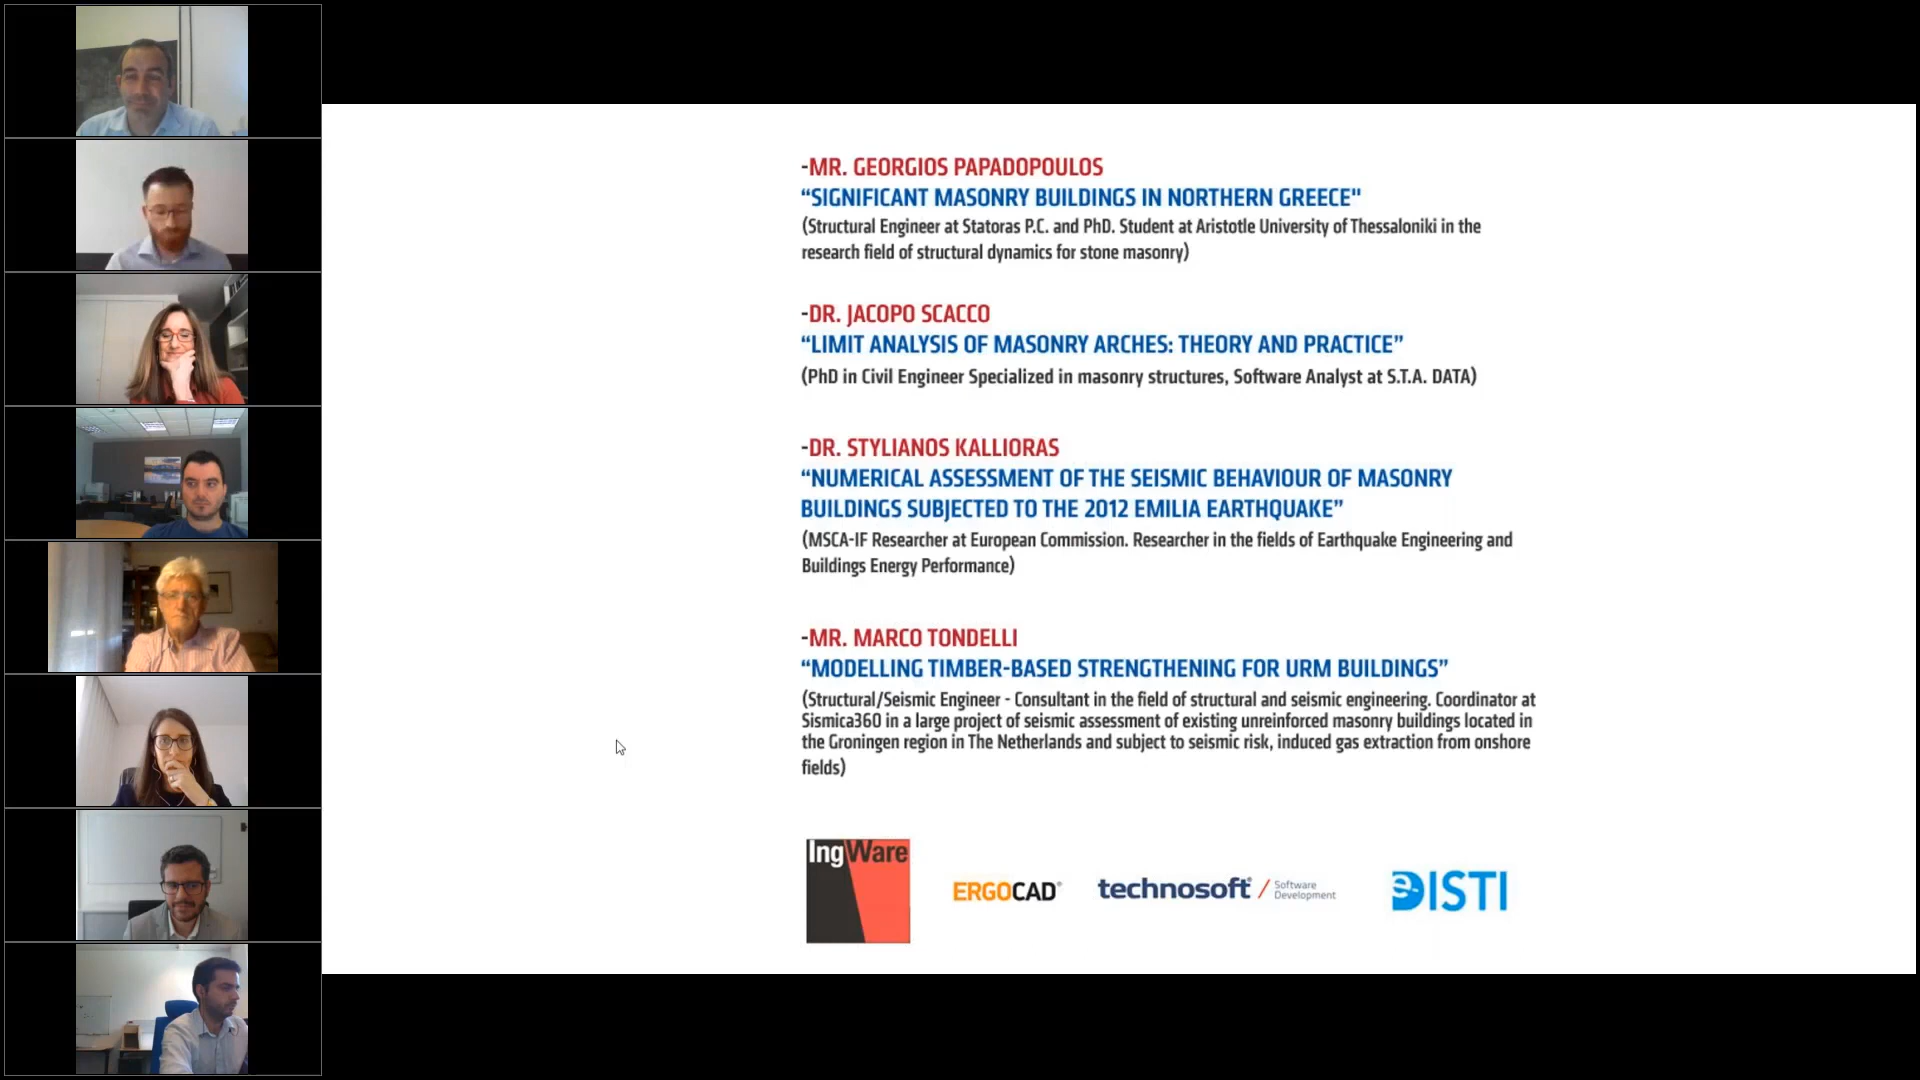 -MR. GEORGIOS PAPADOPOULOS
“SIGNIFICANT MASONRY BUILDINGS IN NORTHERN GREECE"
(Structural Engineer at Statoras P.C. and PhD. Student at Aristotle University of Thessaloniki in the
research field of structural dynamics for stone masonry)
-DR. JACOPO SCACCO
“LIMIT ANALYSIS OF MASONRY ARCHES: THEORY AND PRACTICE”
(PhD in Civil Engineer Specialized in masonry structures, Software Analyst at S.T.A. DATA)
-DR. STYLIANOS KALLIORAS
“NUMERICAL ASSESSMENT OF THE SEISMIC BEHAVIOUR OF MASONRY
BUILDINGS SUBJECTED TO THE 2012 EMILIA EARTHQUAKE”
(MSCA-IF Researcher at European Commission. Researcher in the fields of Earthquake Engineering and
Buildings Energy Performance)
-MR. MARCO TONDELLI
“MODELLING TIMBER-BASED STRENGTHENING FOR URM BUILDINGS”
(Structural/Seismic Engineer - Consultant in the field of structural and seismic engineering. Coordinator at
Sismica360 in a large project of seismic assessment of existing unreinforced masonry buildings located in
the Groningen region in The Netherlands and subject to seismic risk, induced gas extraction from onshore
fields)
IngWare
ERGOCAD®
technosoft® / Software
Development
e-DISTI